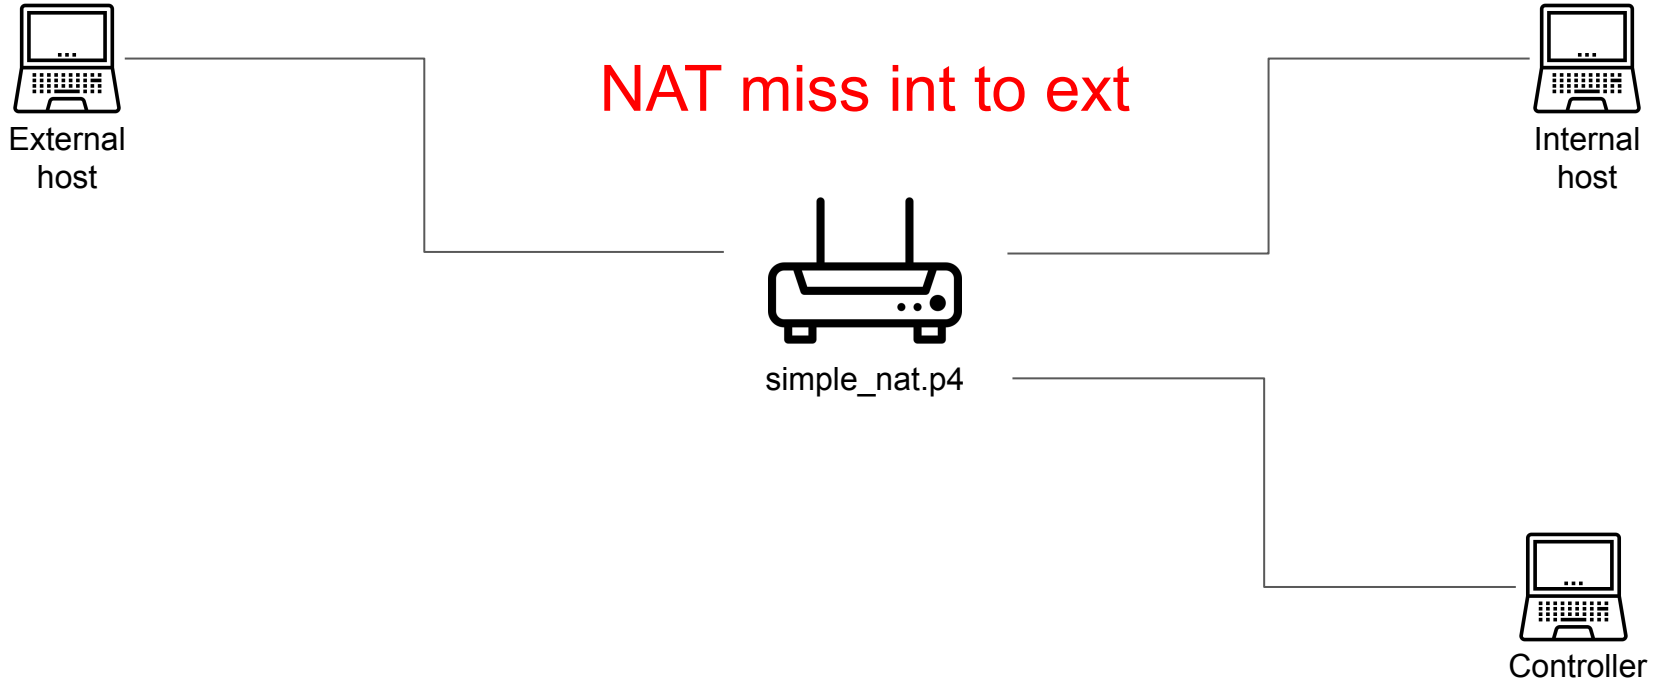 NAT miss int to ext
External
host
Internal
host
simple_nat.p4
Controller